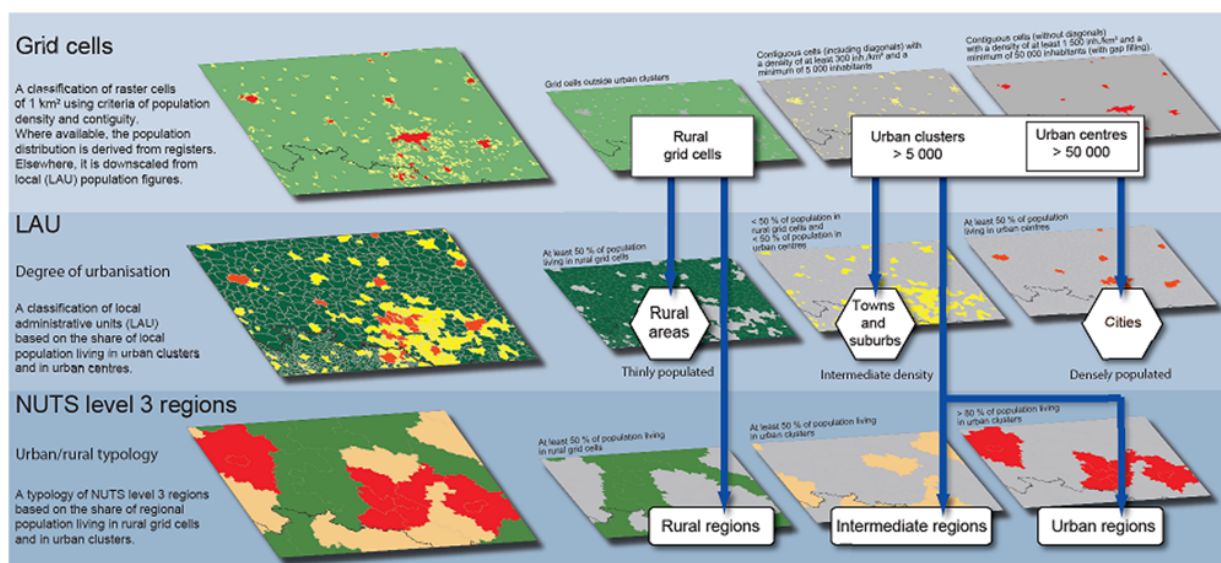 Grid cells
A classification of raster cells
of 1 km² using criteria of population
density and contiguity.
Where available, the population
distribution is derived from registers.
Elsewhere, it is downscaled from
local (LAU) population figures.
Grid cells outside urban clusters
Contiguous cells (including diagonals) with
a density of at least 300 inh./km² and a
minimum of 5 000 inhabitants
Contiguous cells (without diagonals)
with a density of at least 1 500 inh./km² and a
minimum of 50 000 inhabitants (with gap filling).
Rural
grid cells
Urban clusters
> 5 000
Urban centres
> 50 000
LAU
Degree of urbanisation
A classification of local
administrative units (LAU)
based on the share of local
population living in urban clusters
and in urban centres.
At least 50 % of population
living in rural grid cells
< 50 % of population in
rural grid cells and
< 50 % of population in
urban centres
At least 50 % of population
living in urban centres
Rural
areas
Towns
and
suburbs
Cities
Thinly populated
Intermediate density
Densely populated
NUTS level 3 regions
Urban/rural typology
A typology of NUTS level 3 regions
based on the share of regional
population living in rural grid cells
and in urban clusters.
At least 50 % of population living
in rural grid cells
At least 50 % of population living
in urban clusters
> 80 % of population living
in urban clusters
Rural regions
Intermediate regions
Urban regions